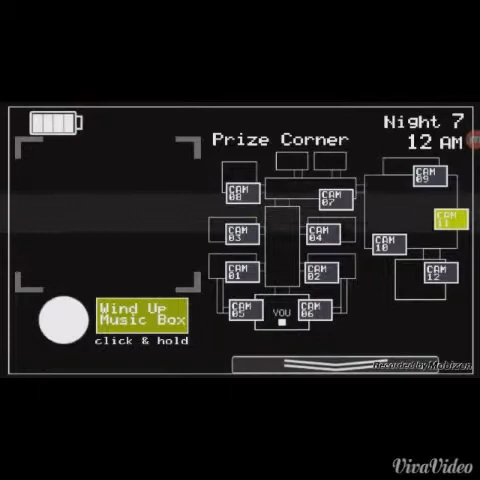 Night 7
12 AM
Prize Corner
CAM 09
CAM 08
CAM 07
CAM 11
CAM 03
CAM 04
CAM 10
CAM 01
CAM 02
CAM 12
CAM 05
YOU
CAM 06
Wind Up
Music Box
click & hold
Recorded by Mobizen
VivaVideo